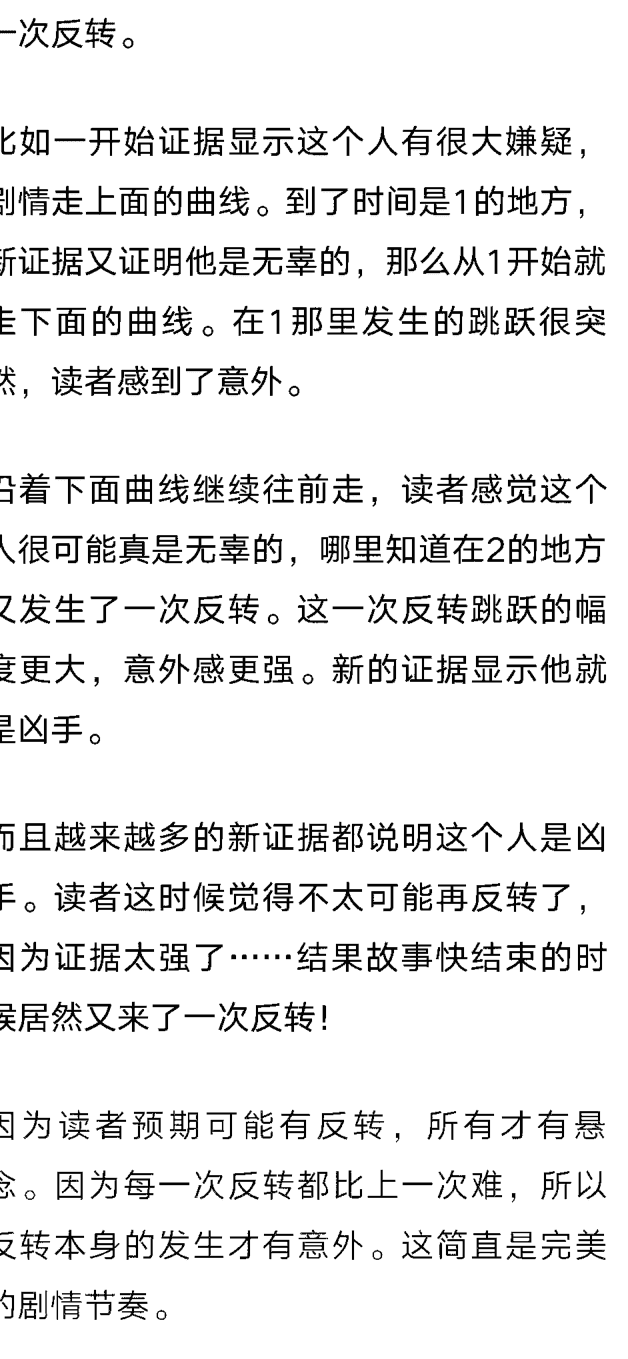 一次反转。
比如一开始证据显示这个人有很大嫌疑，
剧情走上面的曲线。到了时间是1的地方，
新证据又证明他是无辜的，那么从1开始就
走下面的曲线。在1那里发生的跳跃很突
然，读者感到了意外。
沿着下面曲线继续往前走，读者感觉这个
人很可能真是无辜的，哪里知道在2的地方
又发生了一次反转。这一次反转跳跃的幅
度更大，意外感更强。新的证据显示他就
是凶手。
而且越来越多的新证据都说明这个人是凶
手。读者这时候觉得不太可能再反转了，
因为证据太强了……结果故事快结束的时
候居然又来了一次反转！
因为读者预期可能有反转，所有才有悬
念。因为每一次反转都比上一次难，所以
反转本身的发生才有意外。这简直是完美
的剧情节奏。